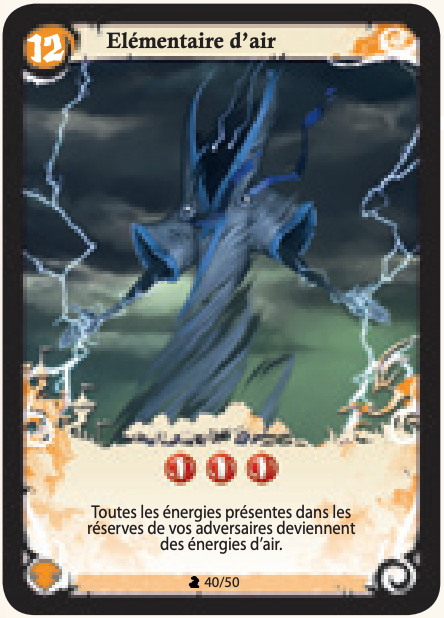 12
Elémentaire d'air
Toutes les énergies présentes dans les
réserves de vos adversaires deviennent
des énergies d'air.
40/50